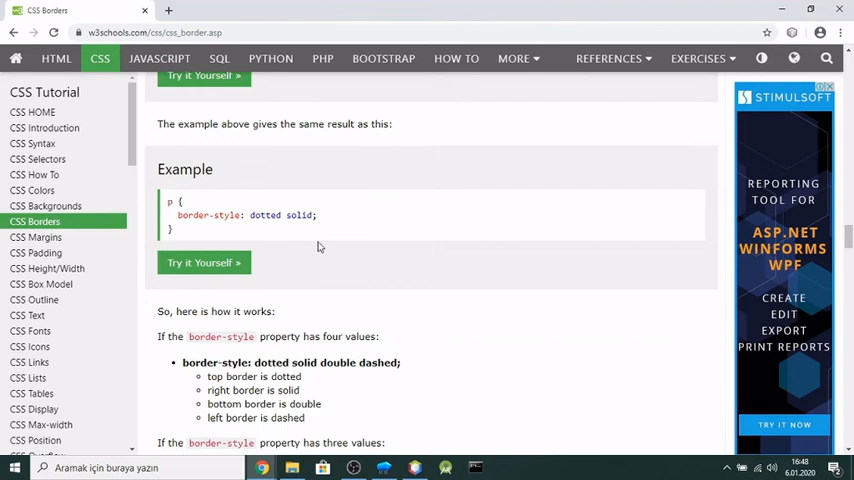 CSS Borders
w3schools.com/css/css_border.asp
HTML CSS JAVASCRIPT SQL PYTHON PHP BOOTSTRAP HOW TO MORE REFERENCES EXERCISES
CSS Tutorial
CSS HOME
CSS Introduction
CSS Syntax
CSS Selectors
CSS How To
CSS Colors
CSS Backgrounds
CSS Borders
CSS Margins
CSS Padding
CSS Height/Width
CSS Box Model
CSS Outline
CSS Text
CSS Fonts
CSS Icons
CSS Links
CSS Lists
CSS Tables
CSS Display
CSS Max-width
CSS Position
Try it Yourself »
The example above gives the same result as this:
Example
p {
border-style: dotted solid;
}
Try it Yourself »
So, here is how it works:
If the border-style property has four values:
• border-style: dotted solid double dashed;
◦ top border is dotted
◦ right border is solid
◦ bottom border is double
◦ left border is dashed
If the border-style property has three values:
STIMULSOFT
REPORTING
TOOL FOR
ASP.NET
WINFORMS
WPF
CREATE
EDIT
EXPORT
PRINT REPORTS
TRY IT NOW
Aramak için buraya yazın
16:48
6.01.2020
2